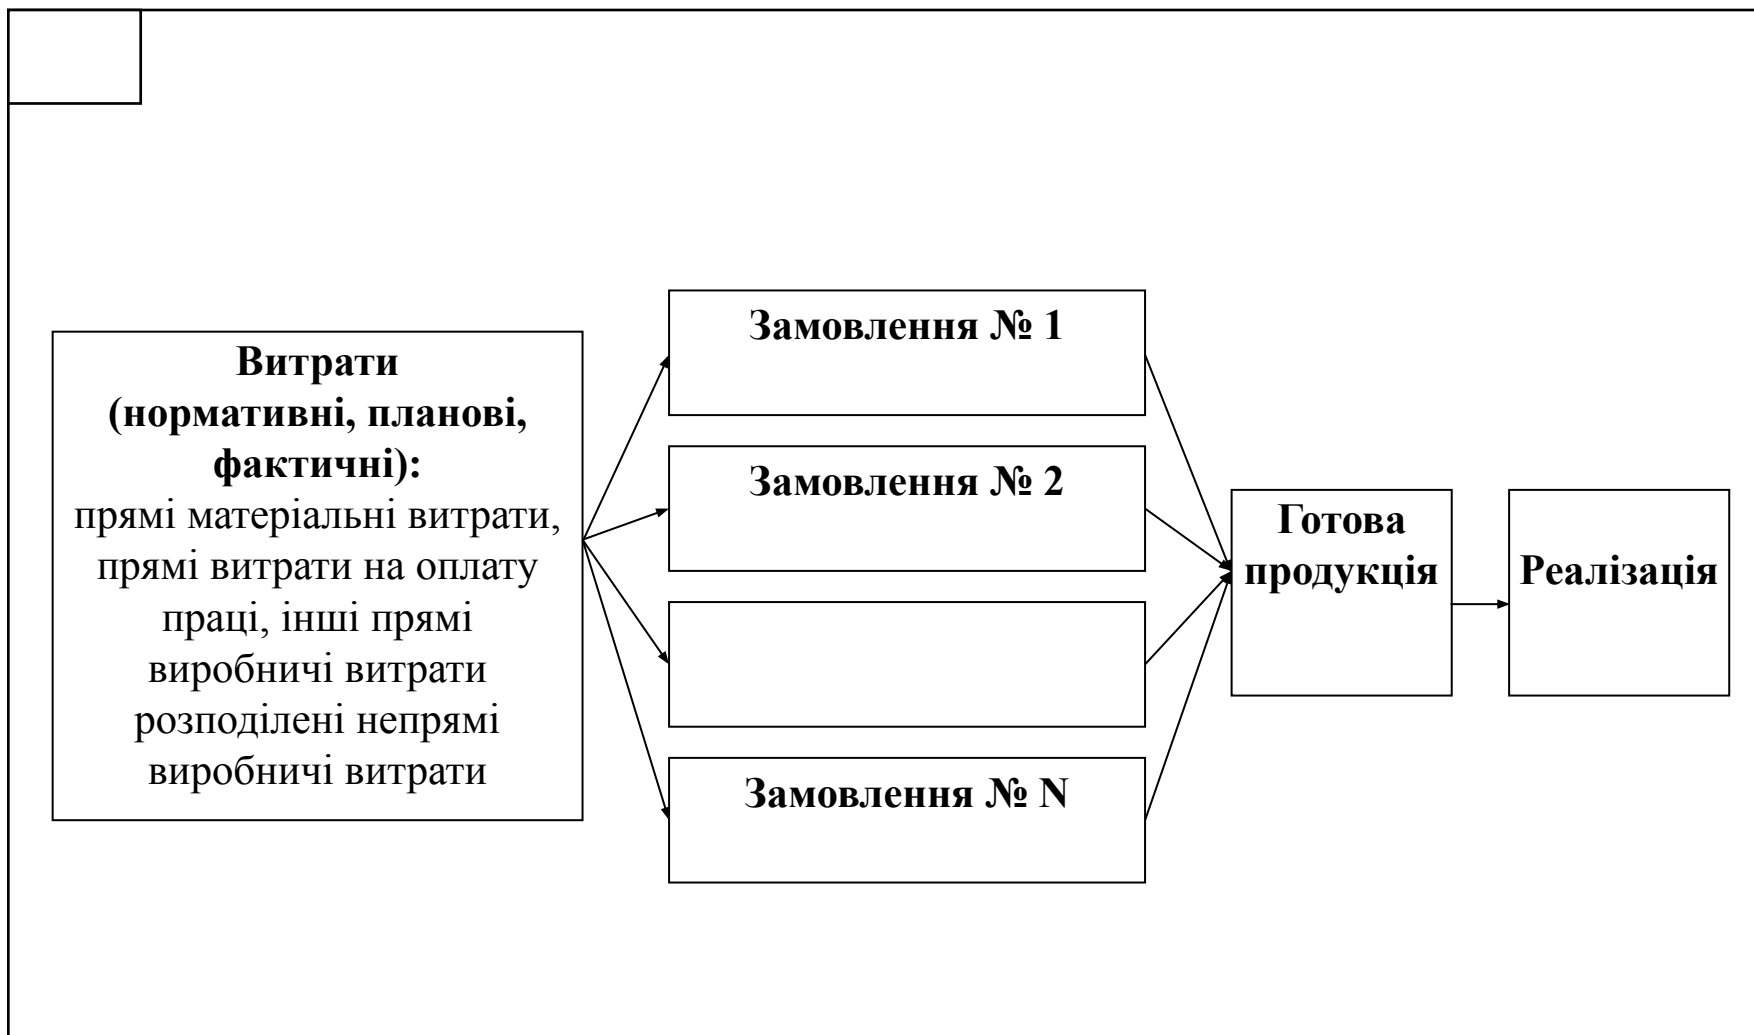 Витрати
(нормативні, планові,
фактичні):
прямі матеріальні витрати,
прямі витрати на оплату
праці, інші прямі
виробничі витрати
розподілені непрямі
виробничі витрати
Замовлення № 1
Замовлення № 2
Замовлення № N
Готова
продукція
Реалізація